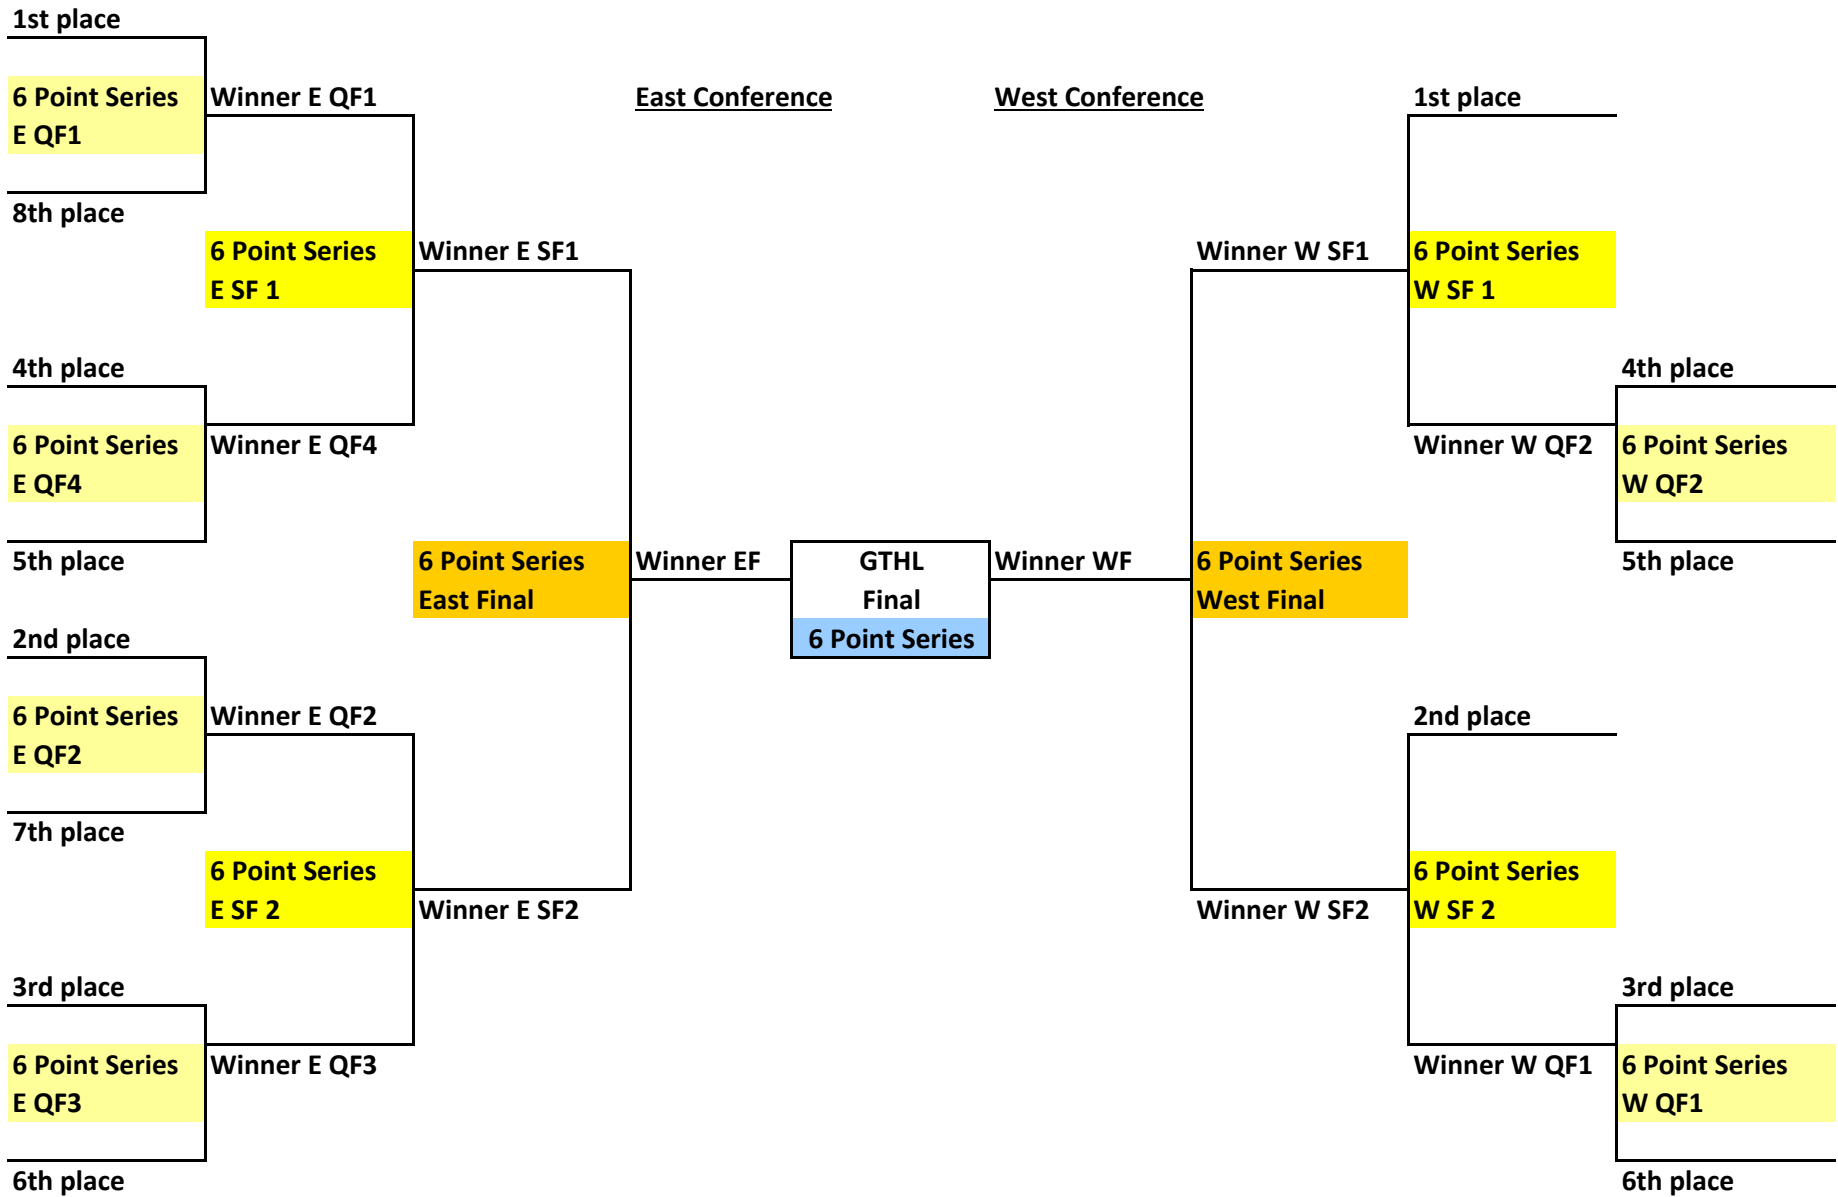 1st place
6 Point Series
E QF1
8th place
Winner E QF1
6 Point Series
E SF 1
4th place
6 Point Series
E QF4
5th place
Winner E QF4
Winner E SF1
6 Point Series
East Final
2nd place
6 Point Series
E QF2
7th place
Winner E QF2
6 Point Series
E SF 2
3rd place
6 Point Series
E QF3
6th place
Winner E QF3
Winner E SF2
East Conference
Winner EF
GTHL
Final
6 Point Series
West Conference
Winner WF
6 Point Series
West Final
Winner W SF1
1st place
6 Point Series
W SF 1
Winner W QF2
4th place
6 Point Series
W QF2
5th place
Winner W SF2
2nd place
6 Point Series
W SF 2
Winner W QF1
3rd place
6 Point Series
W QF1
6th place